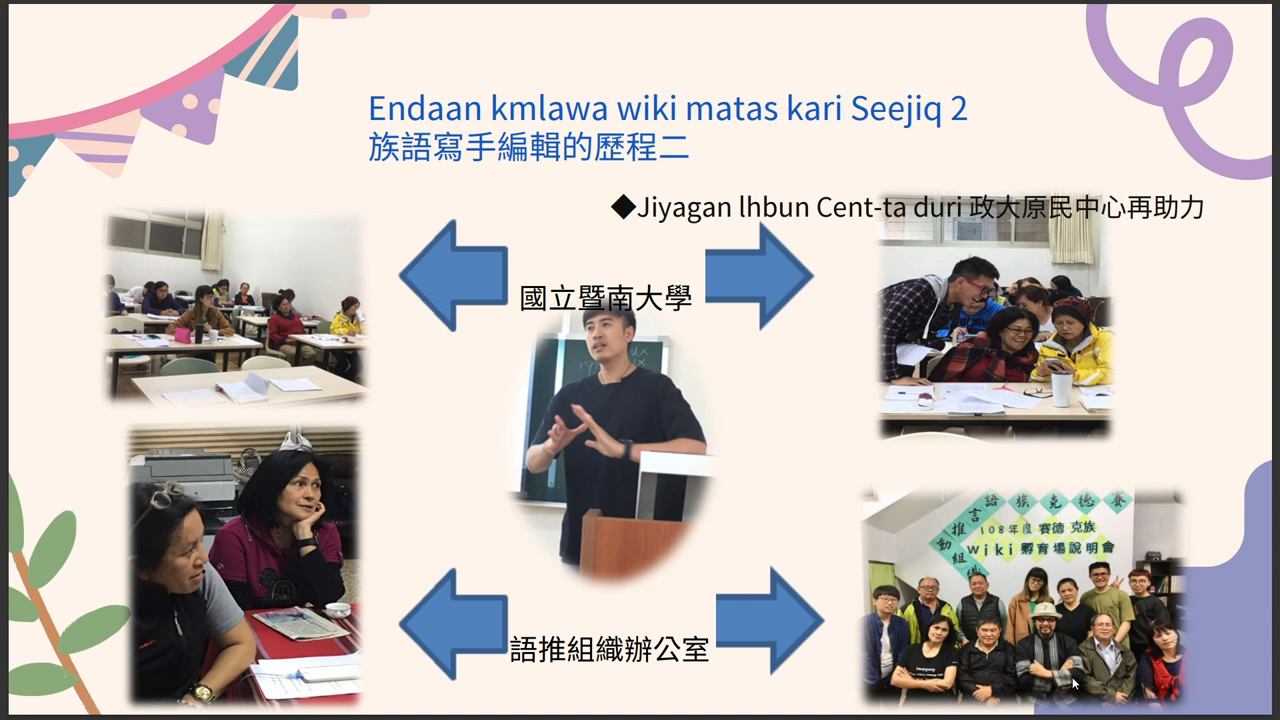 Endaan kmlawa wiki matas kari Seejiq 2
族語寫手編輯的歷程二
◆Jiyagan lhbun Cent-ta duri 政大原民中心再助力
國立暨南大學
語推組織辦公室
賽德克族語言推動組織
108年度 賽德克族
wiki孵育場說明會